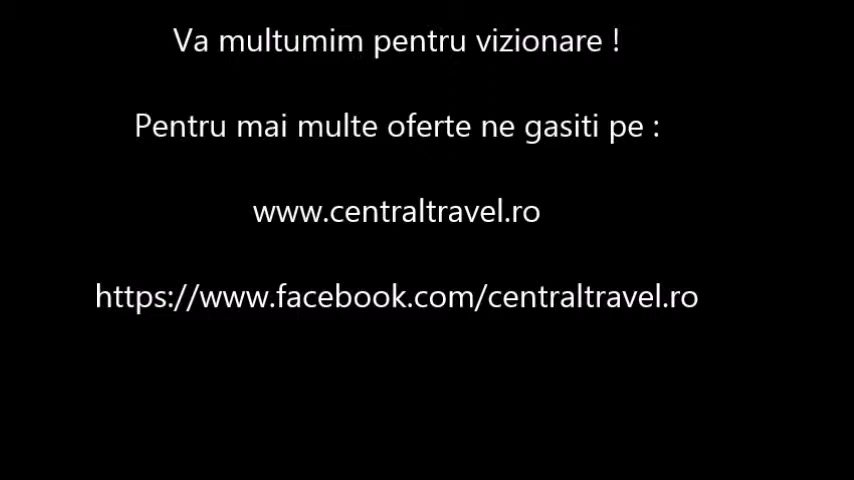 Va multumim pentru vizionare !
Pentru mai multe oferte ne gasiti pe :
www.centraltravel.ro
https://www.facebook.com/centraltravel.ro